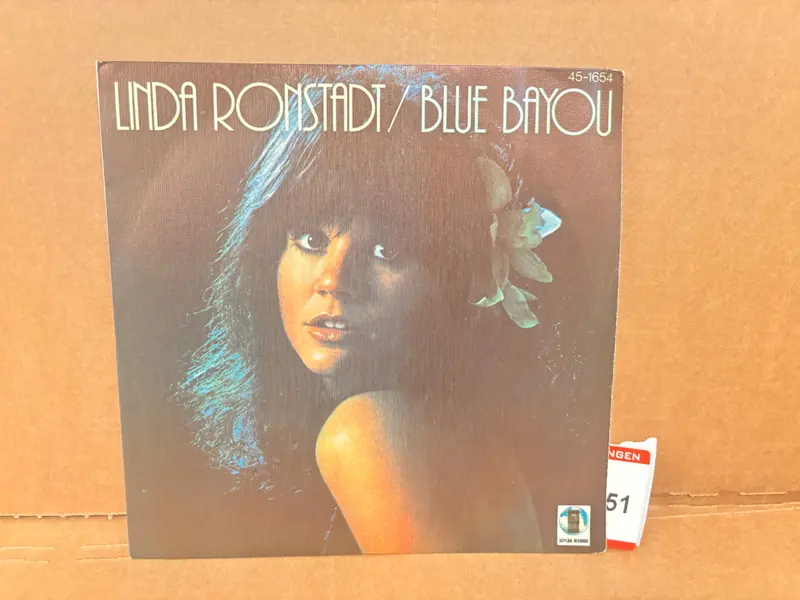 45-1654
LINDA RONSTADT / BLUE BAYOU
NGEN
51
ASYLUM RECORDS